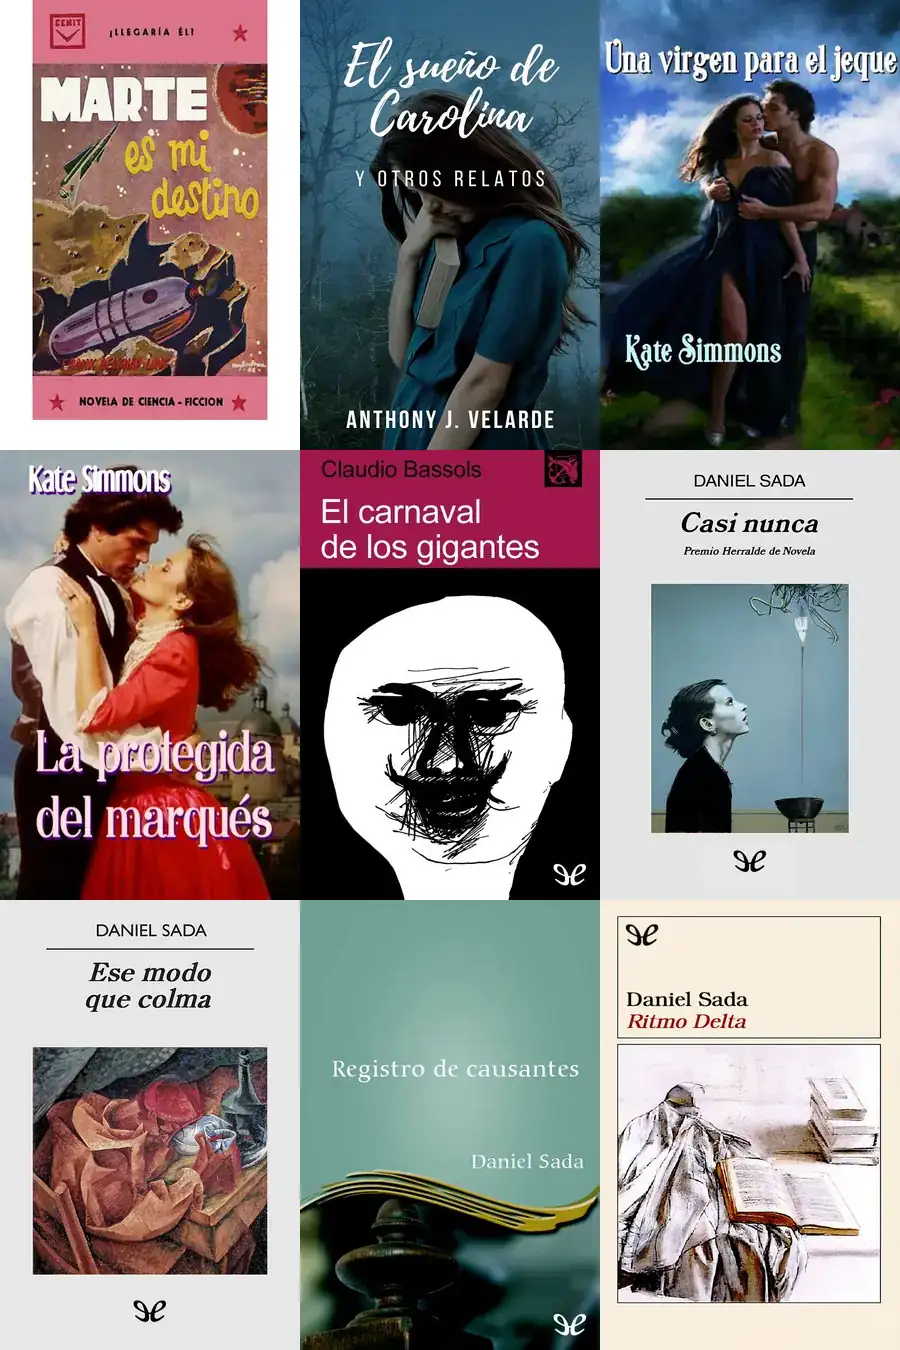 CENIT
¡LLEGARÍA ÉL!
MARTE
es mi
destino
FRANK BELKNAP LONG
NOVELA DE CIENCIA-FICCION
El sueño de
Carolina
Y OTROS RELATOS
ANTHONY J. VELARDE
Una virgen para el jeque
Kate Simmons
Kate Simmons
La protegida
del marqués
Claudio Bassols
El carnaval
de los gigantes
DANIEL SADA
Casi nunca
Premio Herralde de Novela
DANIEL SADA
Ese modo
que colma
Registro de causantes
Daniel Sada
Daniel Sada
Ritmo Delta